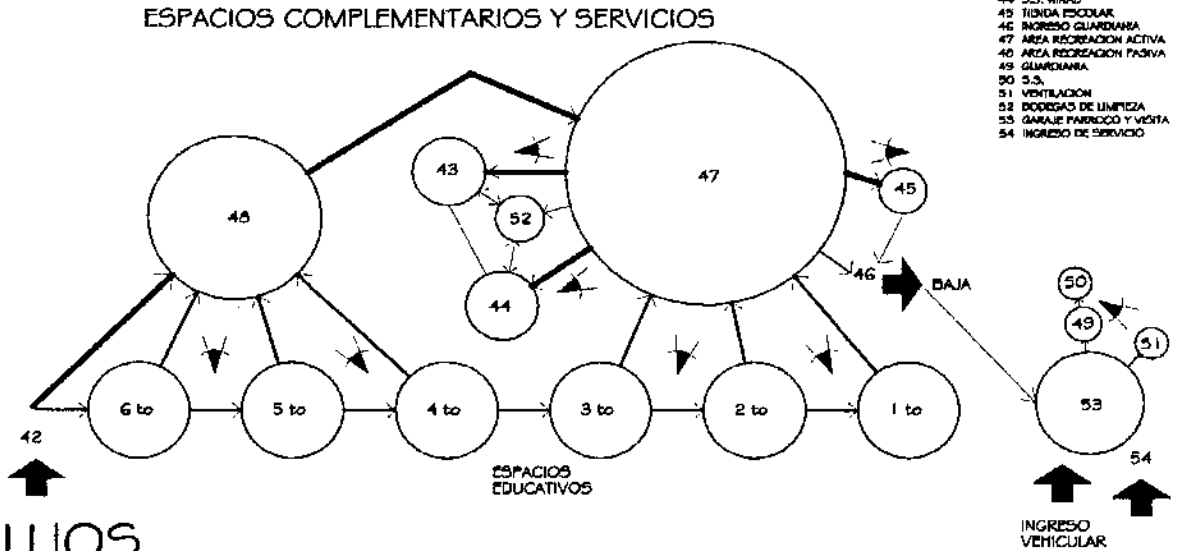 ESPACIOS COMPLEMENTARIOS Y SERVICIOS
45 TIENDA ESCOLAR
46 INGRESO GUARDIANIA
47 AREA RECREACION ACTIVA
48 AREA RECREACION PASIVA
49 GUARDIANIA
50 S.S.
51 VENTILACION
52 BODEGAS DE LIMPIEZA
53 GARAJE PARROCO Y VISITA
54 INGRESO DE SERVICIO
43
47
45
48
52
46
BAJA
50
44
49
51
6 to
5 to
4 to
3 to
2 to
1 to
53
42
54
ESPACIOS
EDUCATIVOS
INGRESO
VEHICULAR